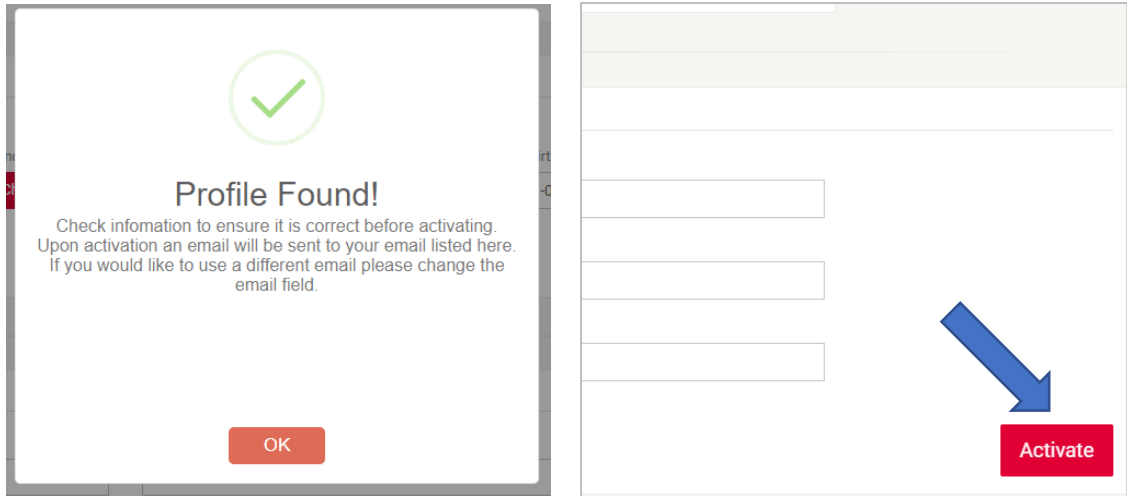 Profile Found!
Check infomation to ensure it is correct before activating.
Upon activation an email will be sent to your email listed here.
If you would like to use a different email please change the
email field.
OK
Activate